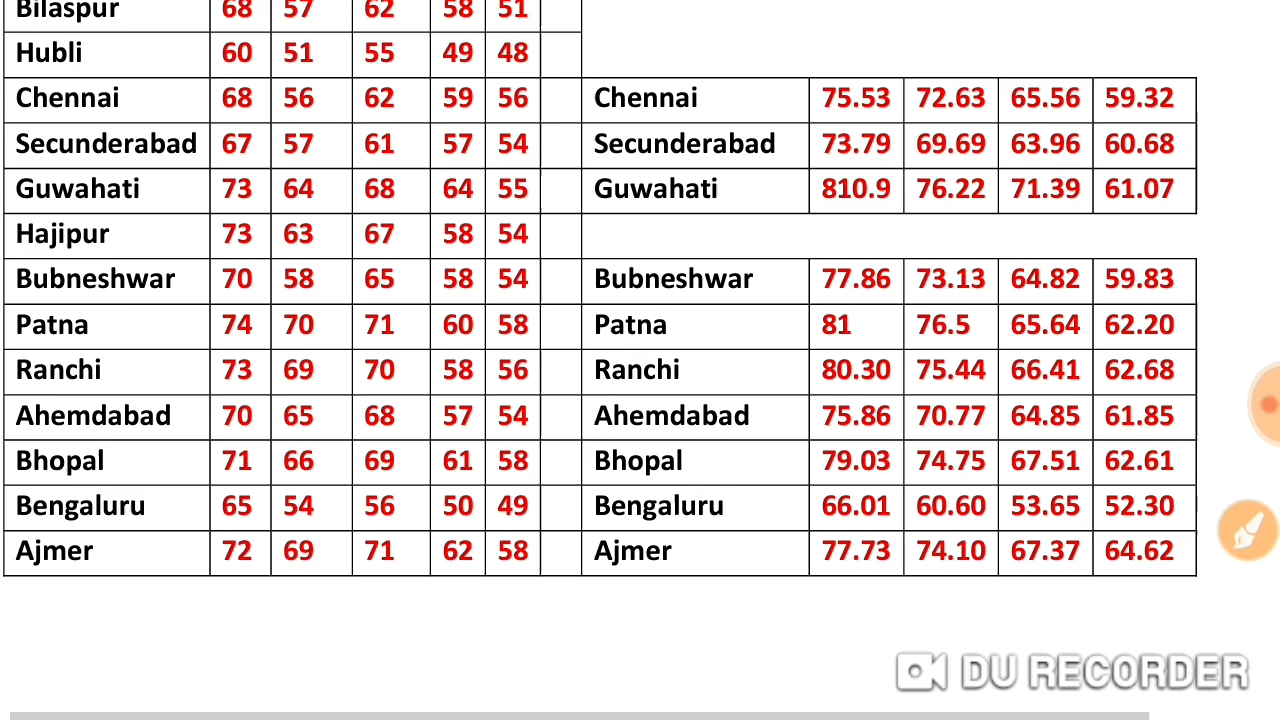 Bilaspur 68 57 62 58 51
Hubli 60 51 55 49 48
Chennai 68 56 62 59 56 Chennai 75.53 72.63 65.56 59.32
Secunderabad 67 57 61 57 54 Secunderabad 73.79 69.69 63.96 60.68
Guwahati 73 64 68 64 55 Guwahati 810.9 76.22 71.39 61.07
Hajipur 73 63 67 58 54
Bubneshwar 70 58 65 58 54 Bubneshwar 77.86 73.13 64.82 59.83
Patna 74 70 71 60 58 Patna 81 76.5 65.64 62.20
Ranchi 73 69 70 58 56 Ranchi 80.30 75.44 66.41 62.68
Ahemdabad 70 65 68 57 54 Ahemdabad 75.86 70.77 64.85 61.85
Bhopal 71 66 69 61 58 Bhopal 79.03 74.75 67.51 62.61
Bengaluru 65 54 56 50 49 Bengaluru 66.01 60.60 53.65 52.30
Ajmer 72 69 71 62 58 Ajmer 77.73 74.10 67.37 64.62
DU RECORDER